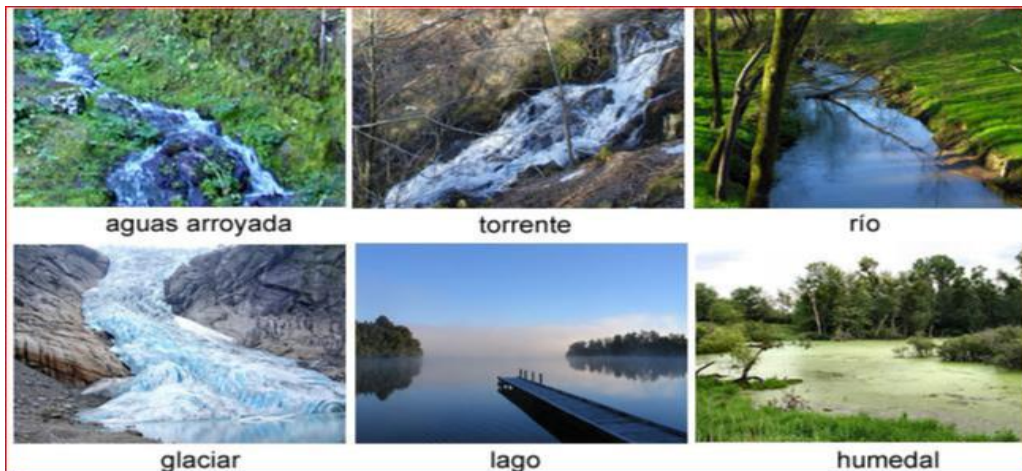 aguas arroyada
torrente
río
glaciar
lago
humedal